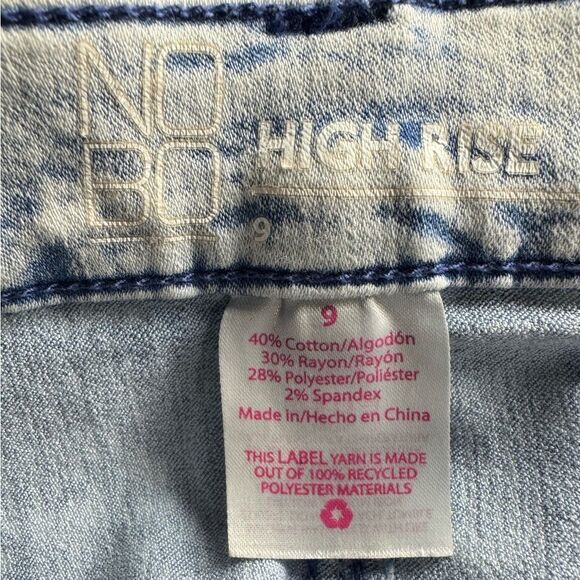 NO
BO
HIGH RISE
9
9
40% Cotton/Algodón
30% Rayon/Rayón
28% Polyester/Poliéster
2% Spandex
Made in/Hecho en China
THIS LABEL YARN IS MADE
OUT OF 100% RECYCLED
POLYESTER MATERIALS